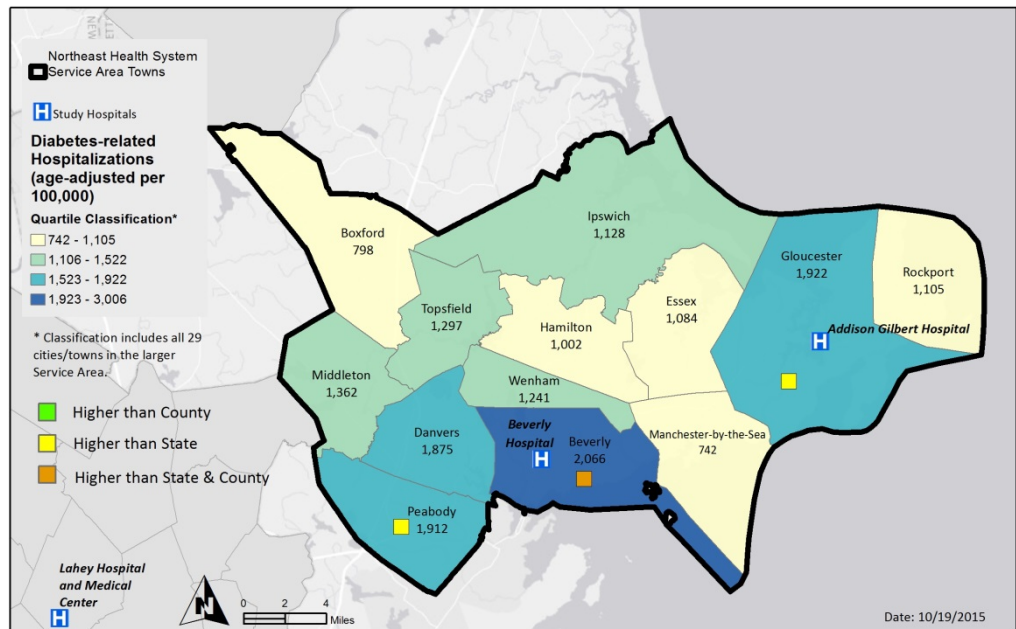 Northeast Health System
Service Area Towns
H Study Hospitals
Diabetes-related
Hospitalizations
(age-adjusted per
100,000)
Quartile Classification*
742 - 1,105
1,106 - 1,522
1,523 - 1,922
1,923 - 3,006
* Classification includes all 29
cities/towns in the larger
Service Area.
Higher than County
Higher than State
Higher than State & County
Boxford
798
Ipswich
1,128
Gloucester
1,922
Rockport
1,105
Topsfield
1,297
Essex
1,084
Hamilton
1,002
Addison Gilbert Hospital
H
Middleton
1,362
Wenham
1,241
Danvers
1,875
Beverly
Hospital
H
Beverly
2,066
Manchester-by-the-Sea
742
Peabody
1,912
Lahey Hospital
and Medical
Center
H
N
0 2 4
Miles
Date: 10/19/2015